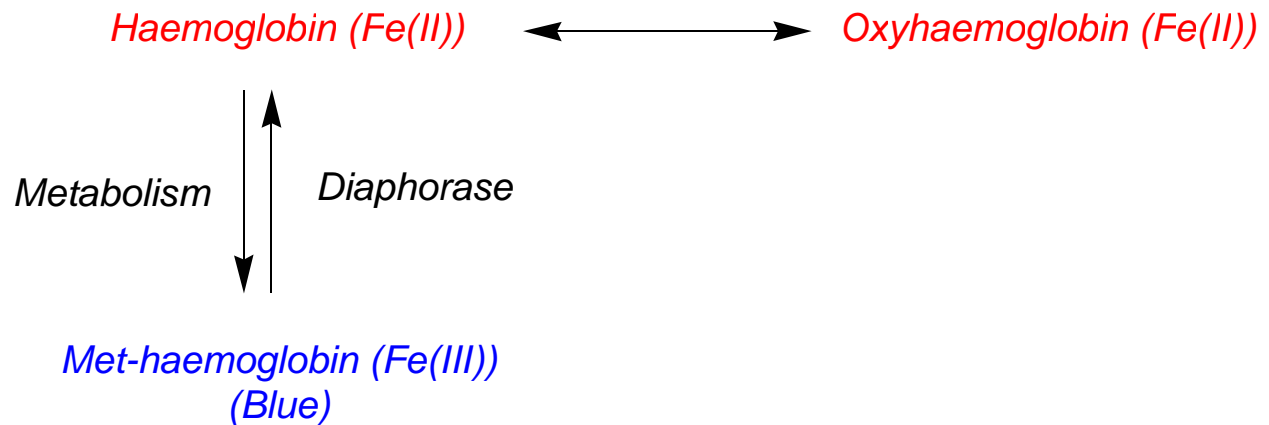 Haemoglobin (Fe(II))
Oxyhaemoglobin (Fe(II))
Metabolism
Diaphorase
Met-haemoglobin (Fe(III))
(Blue)